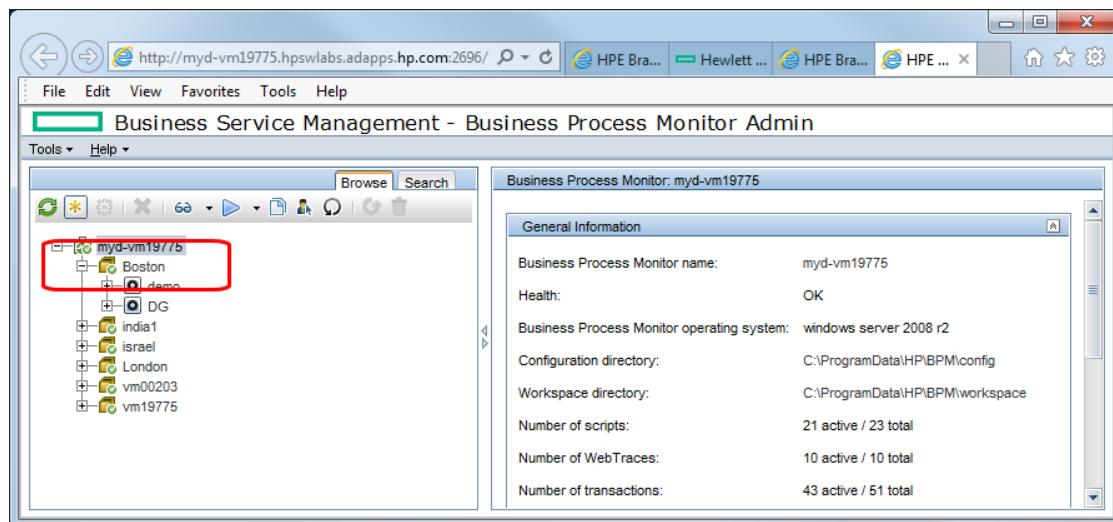 http://myd-vm19775.hpswlabs.adapps.hp.com:2696/
HPE Bra...
Hewlett ...
HPE Bra...
HPE ...
File Edit View Favorites Tools Help
Business Service Management - Business Process Monitor Admin
Tools Help
Browse Search
myd-vm19775
Boston
demo
DG
india1
israel
London
vm00203
vm19775
Business Process Monitor: myd-vm19775
General Information
Business Process Monitor name: myd-vm19775
Health: OK
Business Process Monitor operating system: windows server 2008 r2
Configuration directory: C:\ProgramData\HP\BPM\config
Workspace directory: C:\ProgramData\HP\BPM\workspace
Number of scripts: 21 active / 23 total
Number of WebTraces: 10 active / 10 total
Number of transactions: 43 active / 51 total